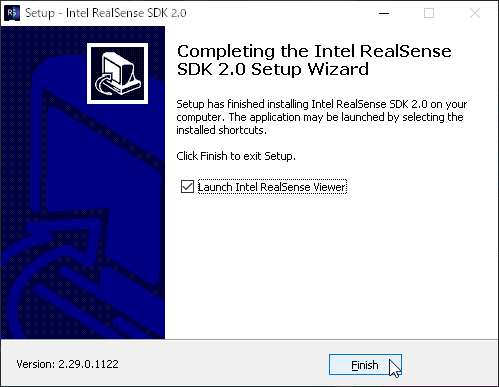 RS Setup - Intel RealSense SDK 2.0
Completing the Intel RealSense
SDK 2.0 Setup Wizard
Setup has finished installing Intel RealSense SDK 2.0 on your
computer. The application may be launched by selecting the
installed shortcuts.
Click Finish to exit Setup.
Launch Intel RealSense Viewer
Version: 2.29.0.1122
Finish